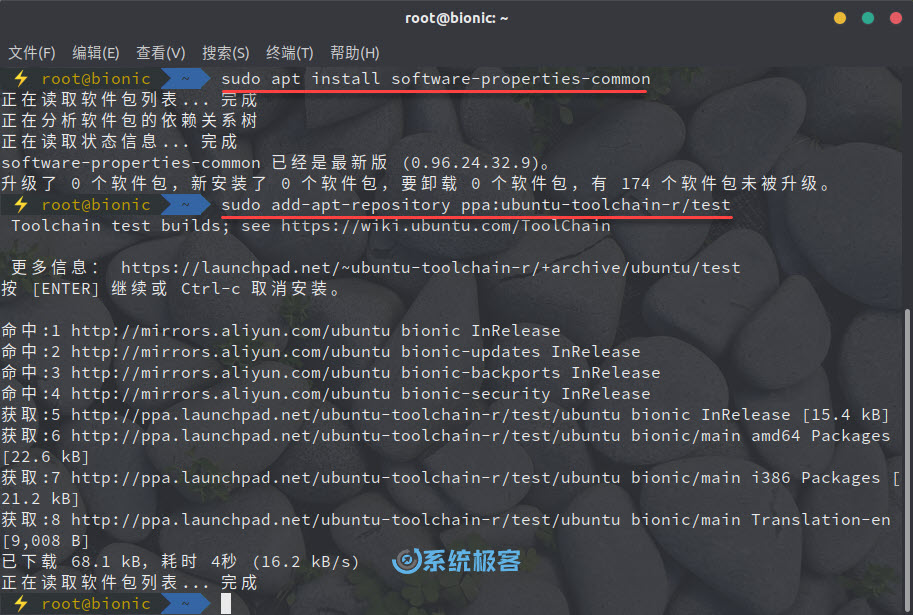 root@bionic: ~
文件(F) 编辑(E) 查看(V) 搜索(S) 终端(T) 帮助(H)
⚡ root@bionic ~ sudo apt install software-properties-common
正在读取软件包列表... 完成
正在分析软件包的依赖关系树
正在读取状态信息... 完成
software-properties-common 已经是最新版 (0.96.24.32.9)。
升级了 0 个软件包，新安装了 0 个软件包，要卸载 0 个软件包，有 174 个软件包未被升级。
⚡ root@bionic ~ sudo add-apt-repository ppa:ubuntu-toolchain-r/test
Toolchain test builds; see https://wiki.ubuntu.com/ToolChain
更多信息： https://launchpad.net/~ubuntu-toolchain-r/+archive/ubuntu/test
按 [ENTER] 继续或 Ctrl-c 取消安装。
命中:1 http://mirrors.aliyun.com/ubuntu bionic InRelease
命中:2 http://mirrors.aliyun.com/ubuntu bionic-updates InRelease
命中:3 http://mirrors.aliyun.com/ubuntu bionic-backports InRelease
命中:4 http://mirrors.aliyun.com/ubuntu bionic-security InRelease
获取:5 http://ppa.launchpad.net/ubuntu-toolchain-r/test/ubuntu bionic InRelease [15.4 kB]
获取:6 http://ppa.launchpad.net/ubuntu-toolchain-r/test/ubuntu bionic/main amd64 Packages
[22.6 kB]
获取:7 http://ppa.launchpad.net/ubuntu-toolchain-r/test/ubuntu bionic/main i386 Packages [
21.2 kB]
获取:8 http://ppa.launchpad.net/ubuntu-toolchain-r/test/ubuntu bionic/main Translation-en
[9,008 B]
已下载 68.1 kB，耗时 4秒 (16.2 kB/s)
系统极客
正在读取软件包列表... 完成
⚡ root@bionic ~